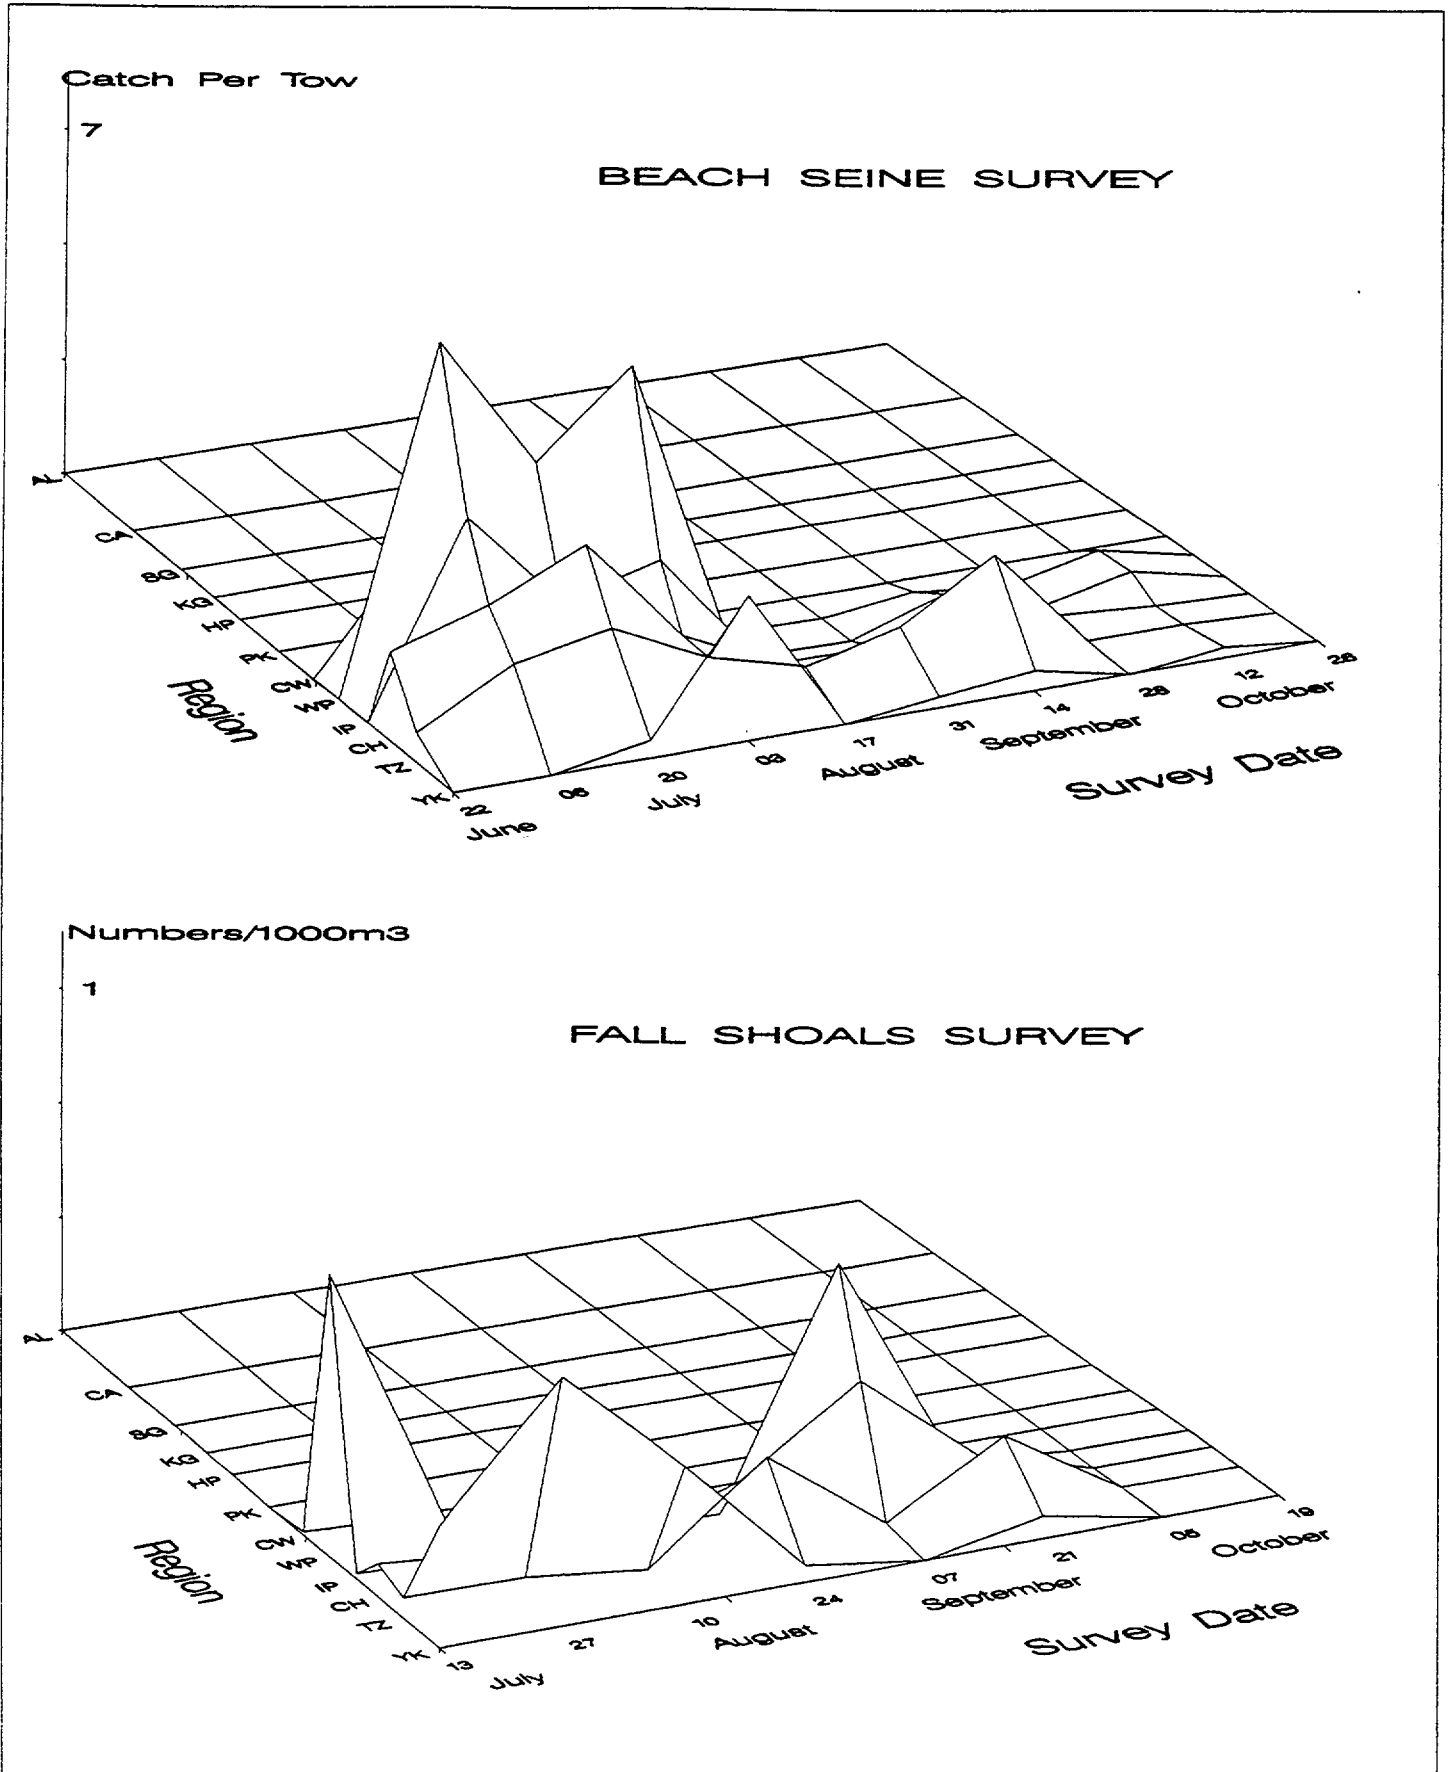 Catch Per Tow
7
BEACH SEINE SURVEY
AL
CA
SG
KG
HP
PK
CW
WP
IP
CH
TZ
YK
Region
22 06 20 03 17 31 14 28 12 26
June July August September October
Survey Date
Numbers/1000m3
1
FALL SHOALS SURVEY
AL
CA
SG
KG
HP
PK
CW
WP
IP
CH
TZ
YK
Region
13 27 10 24 07 21 05 19
July August September October
Survey Date